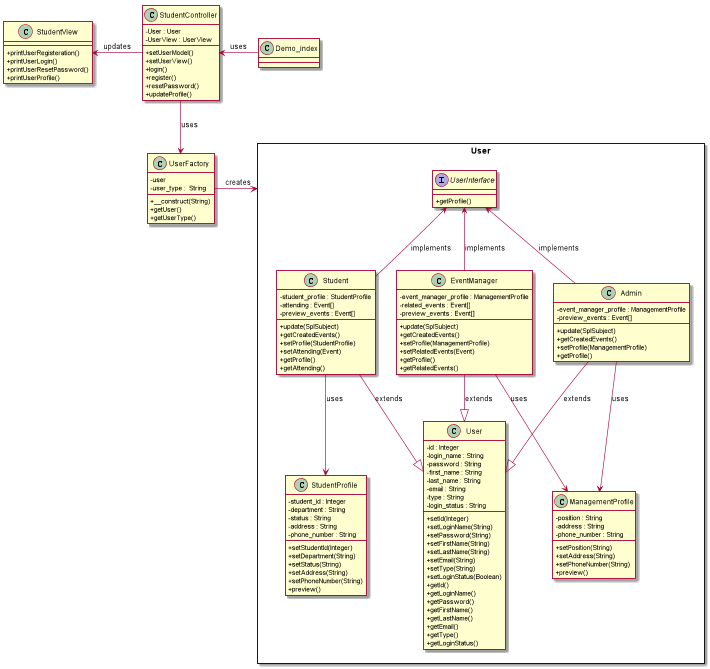 C StudentView
+printUserRegisteration()
+printUserLogin()
+printUserResetPassword()
+printUserProfile()
updates
C StudentController
-User : User
-UserView : UserView
+setUserModel()
+setUserView()
+login()
+register()
+resetPassword()
+updateProfile()
uses
C Demo_index
uses
C UserFactory
-user
-user_type : String
+__construct(String)
+getUser()
+getUserType()
creates
User
I UserInterface
+getProfile()
implements
implements
implements
C Student
-student_profile : StudentProfile
-attending : Event[]
-preview_events : Event[]
+update(SplSubject)
+getCreatedEvents()
+setProfile(StudentProfile)
+setAttending(Event)
+getProfile()
+getAttending()
C EventManager
-event_manager_profile : ManagementProfile
-related_events : Event[]
-preview_events : Event[]
+update(SplSubject)
+getCreatedEvents()
+setProfile(ManagementProfile)
+setRelatedEvents(Event)
+getProfile()
+getRelatedEvents()
C Admin
-event_manager_profile : ManagementProfile
-preview_events : Event[]
+update(SplSubject)
+getCreatedEvents()
+setProfile(ManagementProfile)
+getProfile()
uses
extends
extends
uses
extends
uses
C StudentProfile
-student_id : Integer
-department : String
-status : String
-address : String
-phone_number : String
+setStudentId(Integer)
+setDepartment(String)
+setStatus(String)
+setAddress(String)
+setPhoneNumber(String)
+preview()
C User
-id : Integer
-login_name : String
-password : String
-first_name : String
-last_name : String
-email : String
-type : String
-login_status : String
+setId(Integer)
+setLoginName(String)
+setPassword(String)
+setFirstName(String)
+setLastName(String)
+setEmail(String)
+setType(String)
+setLoginStatus(Boolean)
+getId()
+getLoginName()
+getPassword()
+getFirstName()
+getLastName()
+getEmail()
+getType()
+getLoginStatus()
C ManagementProfile
-position : String
-address : String
-phone_number : String
+setPosition(String)
+setAddress(String)
+setPhoneNumber(String)
+preview()